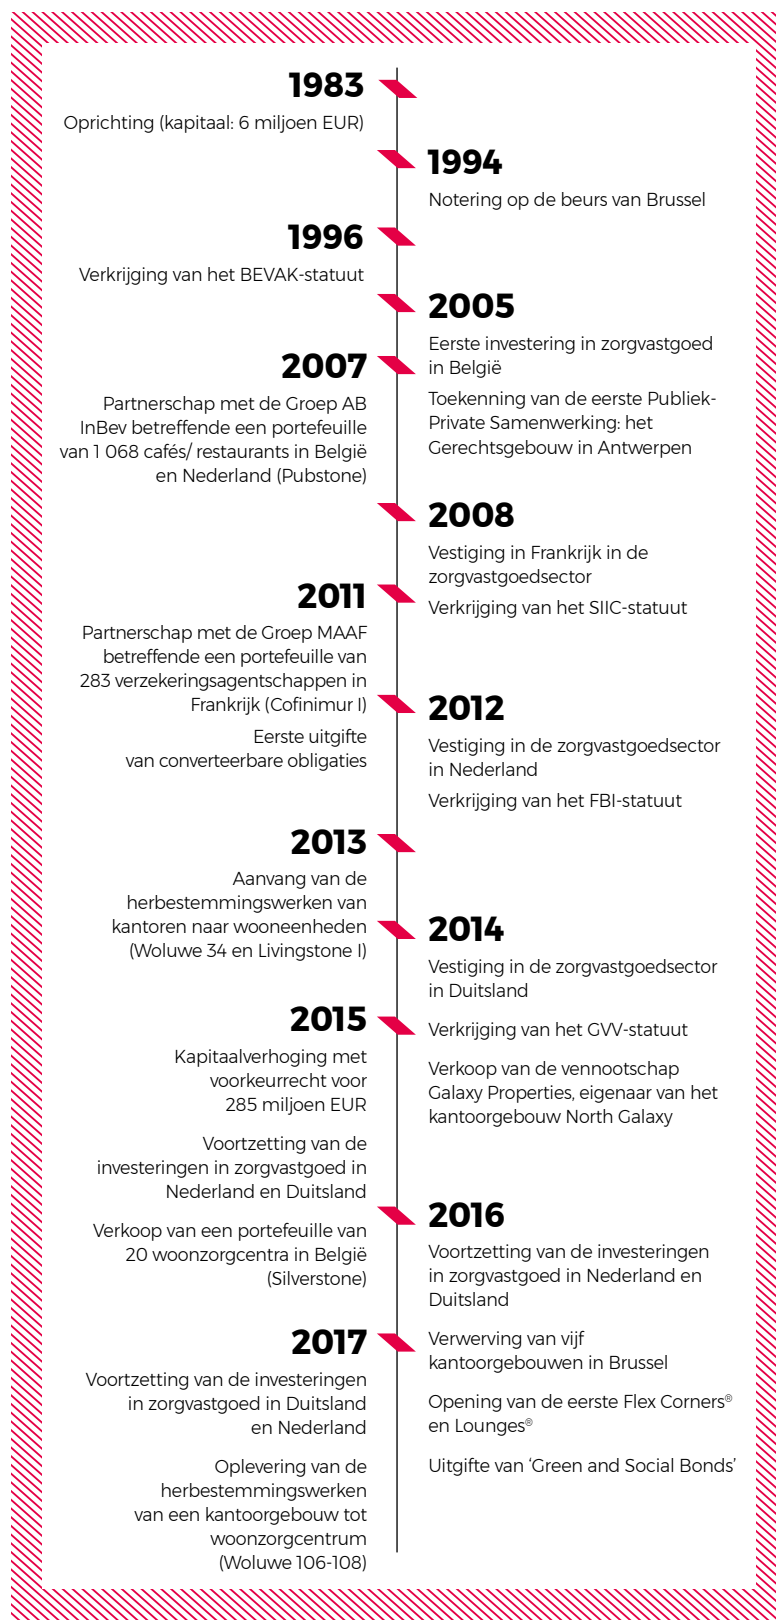 1983
Oprichting (kapitaal: 6 miljoen EUR)
1994
Notering op de beurs van Brussel
1996
Verkrijging van het BEVAK-statuut
2005
Eerste investering in zorgvastgoed
in België
Toekenning van de eerste Publiek-
Private Samenwerking: het
Gerechtsgebouw in Antwerpen
2007
Partnerschap met de Groep AB
InBev betreffende een portefeuille
van 1 068 cafés/ restaurants in België
en Nederland (Pubstone)
2008
Vestiging in Frankrijk in de
zorgvastgoedsector
Verkrijging van het SIIC-statuut
2011
Partnerschap met de Groep MAAF
betreffende een portefeuille van
283 verzekeringsagentschappen in
Frankrijk (Cofinimur I)
Eerste uitgifte
van converteerbare obligaties
2012
Vestiging in de zorgvastgoedsector
in Nederland
Verkrijging van het FBI-statuut
2013
Aanvang van de
herbestemmingswerken van
kantoren naar wooneenheden
(Woluwe 34 en Livingstone I)
2014
Vestiging in de zorgvastgoedsector
in Duitsland
Verkrijging van het GVV-statuut
Verkoop van de vennootschap
Galaxy Properties, eigenaar van het
kantoorgebouw North Galaxy
2015
Kapitaalverhoging met
voorkeurrecht voor
285 miljoen EUR
Voortzetting van de
investeringen in zorgvastgoed in
Nederland en Duitsland
Verkoop van een portefeuille van
20 woonzorgcentra in België
(Silverstone)
2016
Voortzetting van de investeringen
in zorgvastgoed in Nederland en
Duitsland
Verwerving van vijf
kantoorgebouwen in Brussel
Opening van de eerste Flex Corners®
en Lounges®
Uitgifte van ‘Green and Social Bonds’
2017
Voortzetting van de investeringen
in zorgvastgoed in Duitsland
en Nederland
Oplevering van de
herbestemmingswerken
van een kantoorgebouw tot
woonzorgcentrum
(Woluwe 106-108)